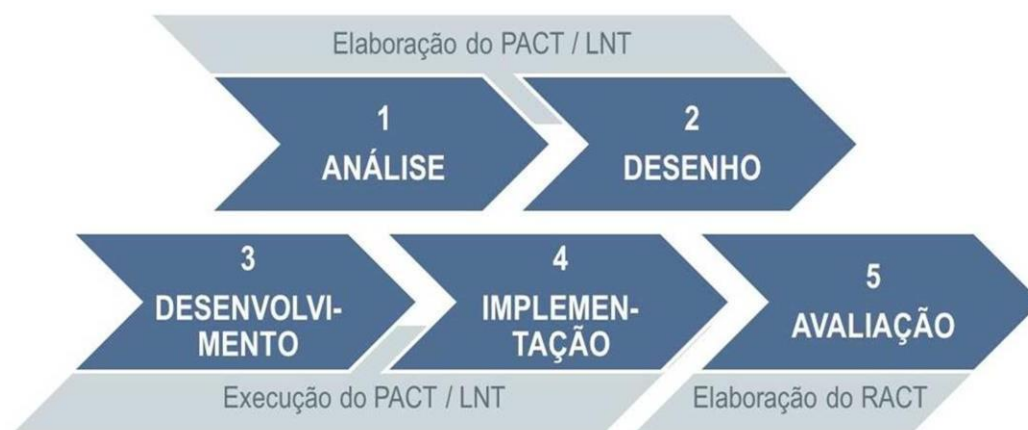 Elaboração do PACT / LNT
1
ANÁLISE
2
DESENHO
3
DESENVOLVI-
MENTO
4
IMPLEMEN-
TAÇÃO
5
AVALIAÇÃO
Execução do PACT / LNT
Elaboração do RACT